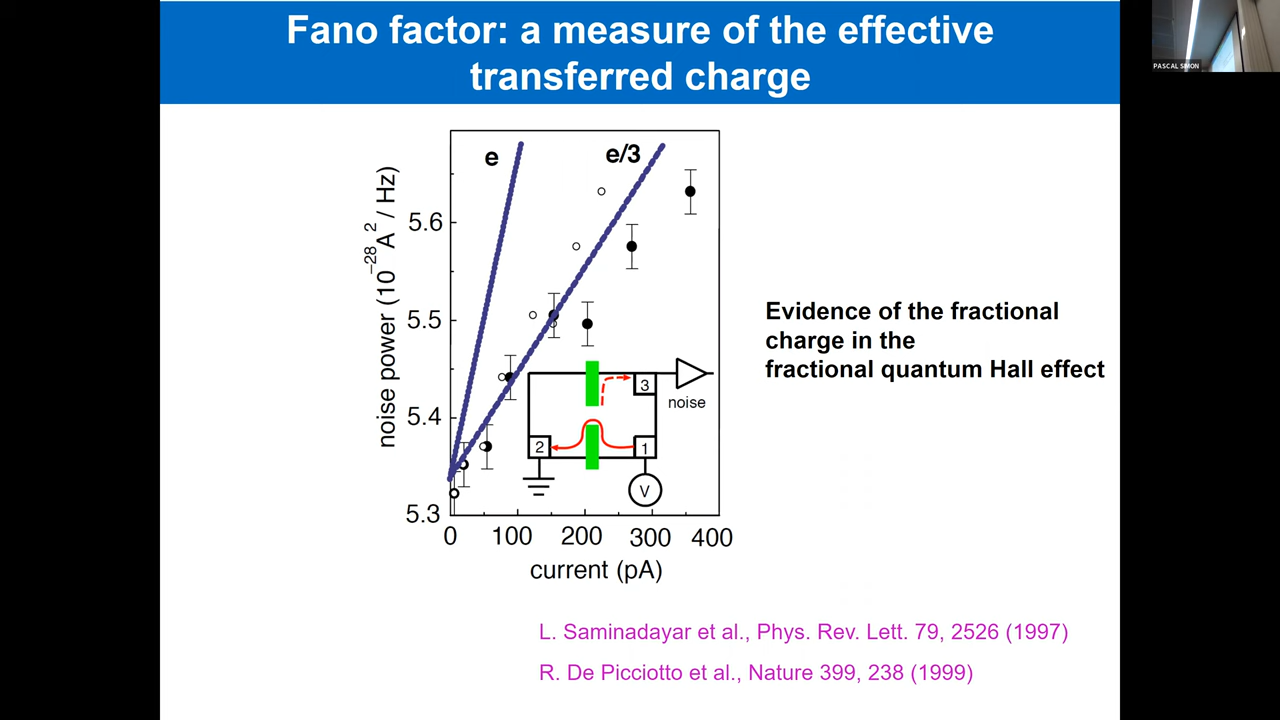 Fano factor: a measure of the effective
transferred charge
PASCAL SIMON
e
e/3
noise power (10⁻²⁸A² / Hz)
5.6
5.5
5.4
5.3
0 100 200 300 400
current (pA)
3
noise
2
1
V
Evidence of the fractional
charge in the
fractional quantum Hall effect
L. Saminadayar et al., Phys. Rev. Lett. 79, 2526 (1997)
R. De Picciotto et al., Nature 399, 238 (1999)